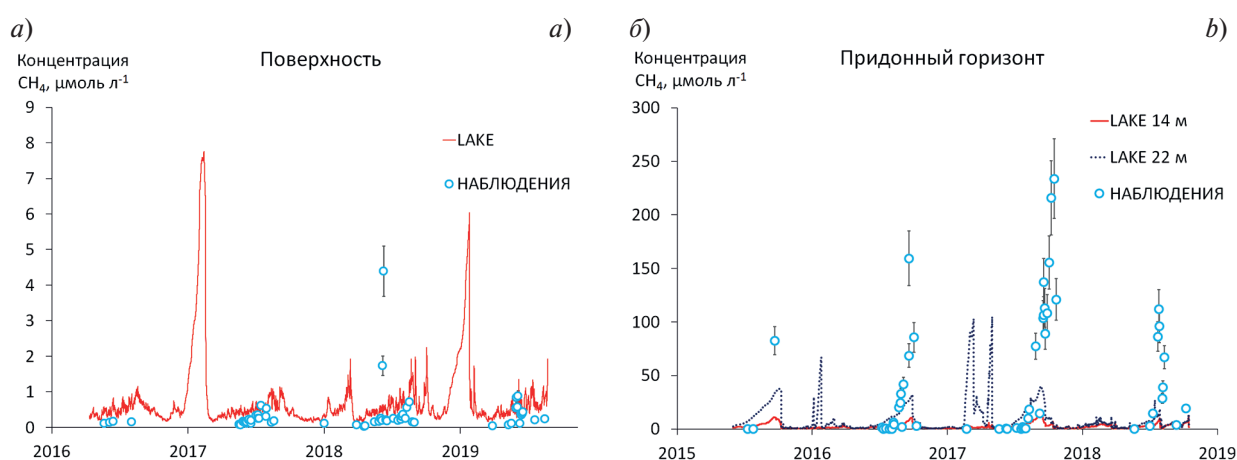 а) a)
Концентрация
CH4, μмоль л-1
Поверхность
9
8
7
6
5
4
3
2
1
0
2016 2017 2018 2019
LAKE
НАБЛЮДЕНИЯ
б) b)
Концентрация
CH4, μмоль л-1
Придонный горизонт
300
250
200
150
100
50
0
2015 2016 2017 2018 2019
LAKE 14 м
LAKE 22 м
НАБЛЮДЕНИЯ